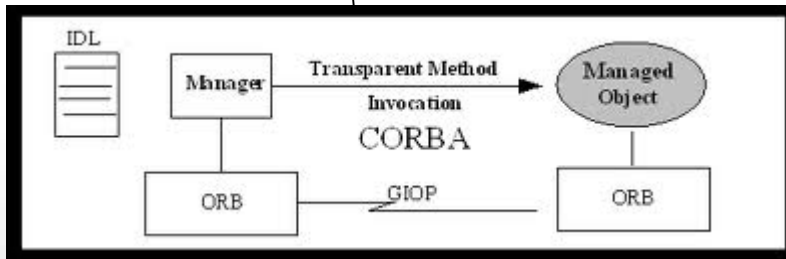 IDL
Manager
Transparent Method
Invocation
CORBA
Managed
Object
ORB
GIOP
ORB